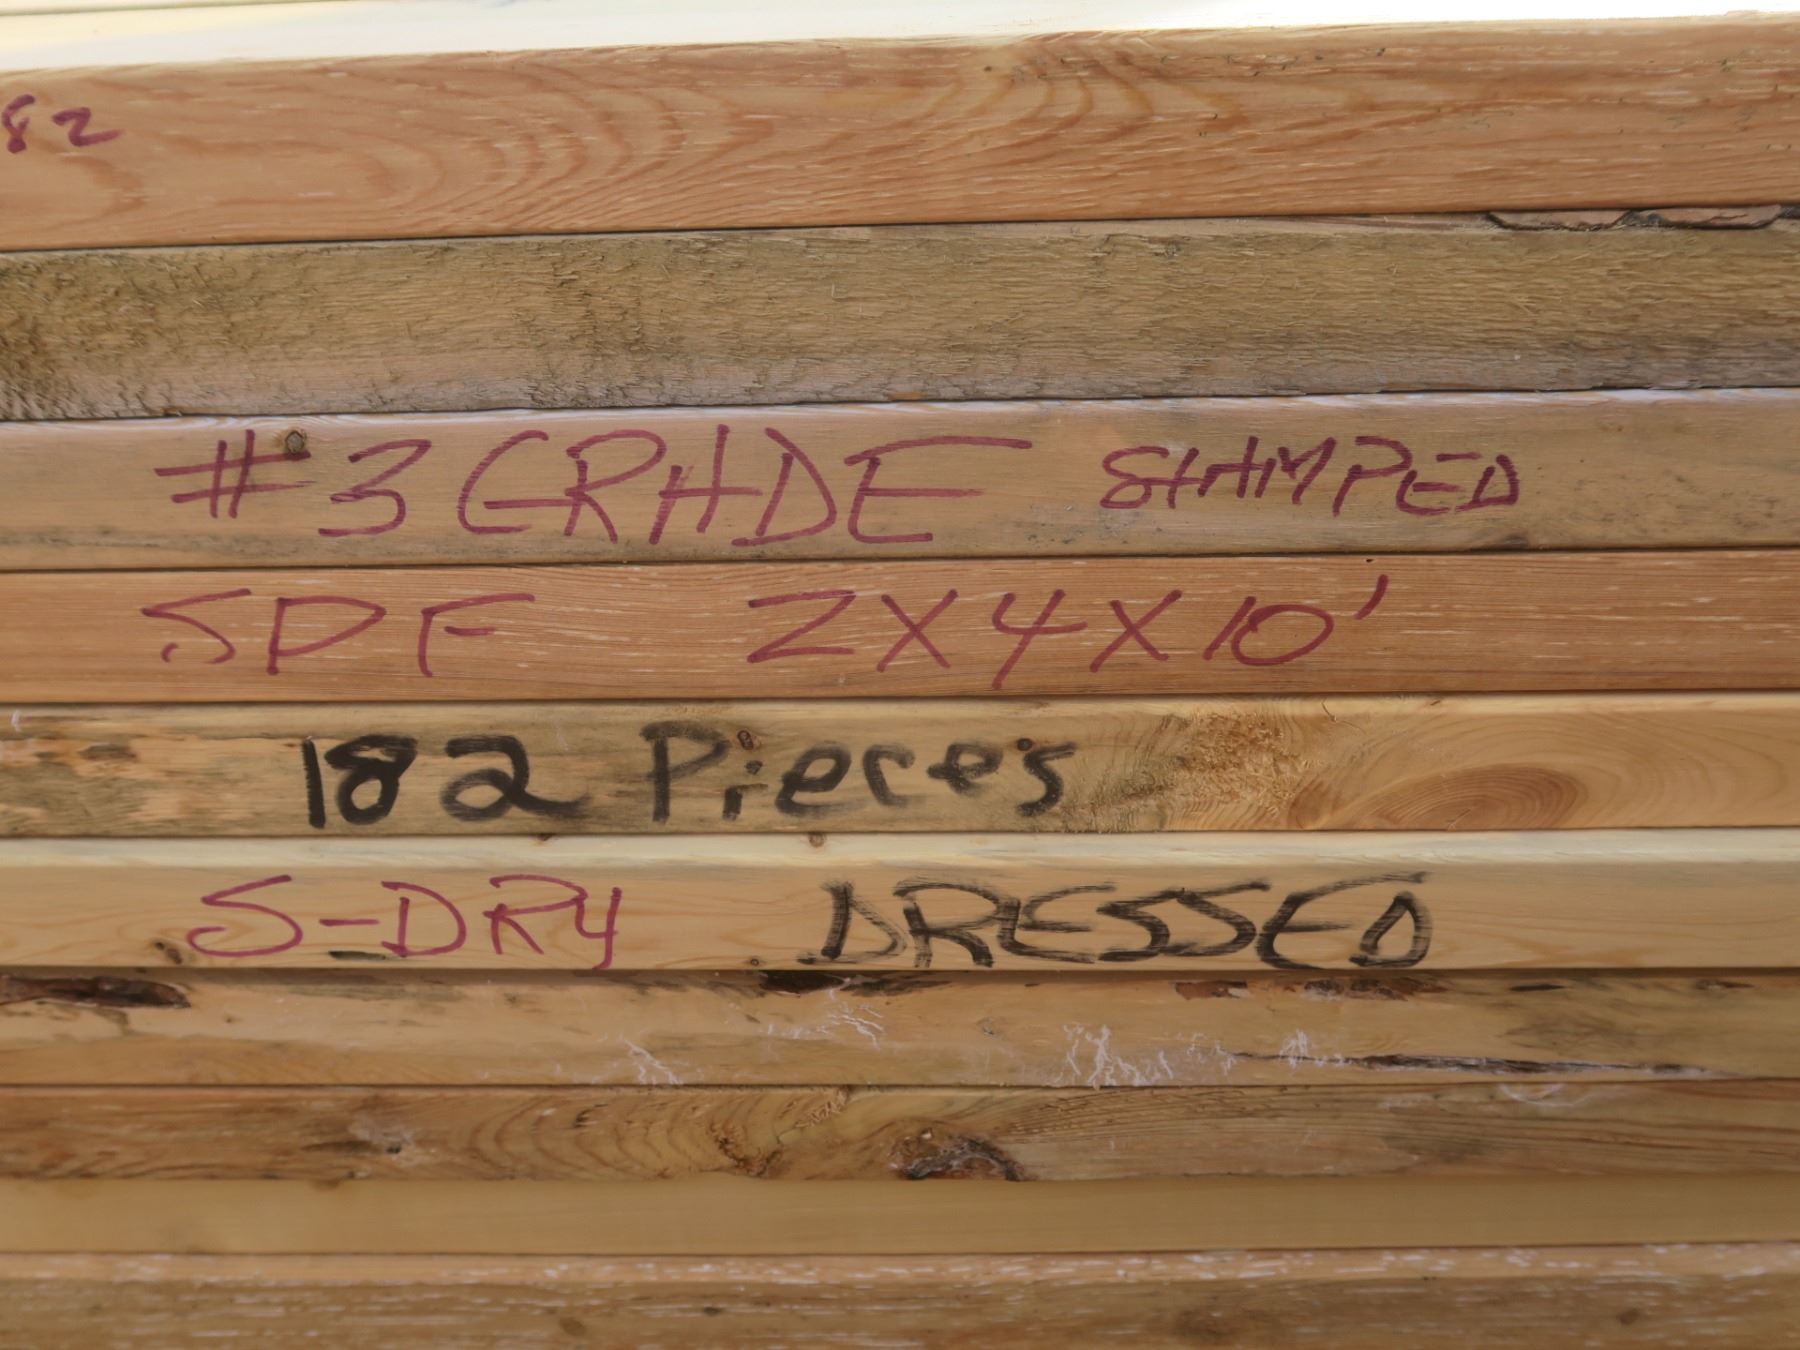 82
#3 GRADE STAMPED
SPF 2X4X10'
182 Pieces
S-DRY DRESSED